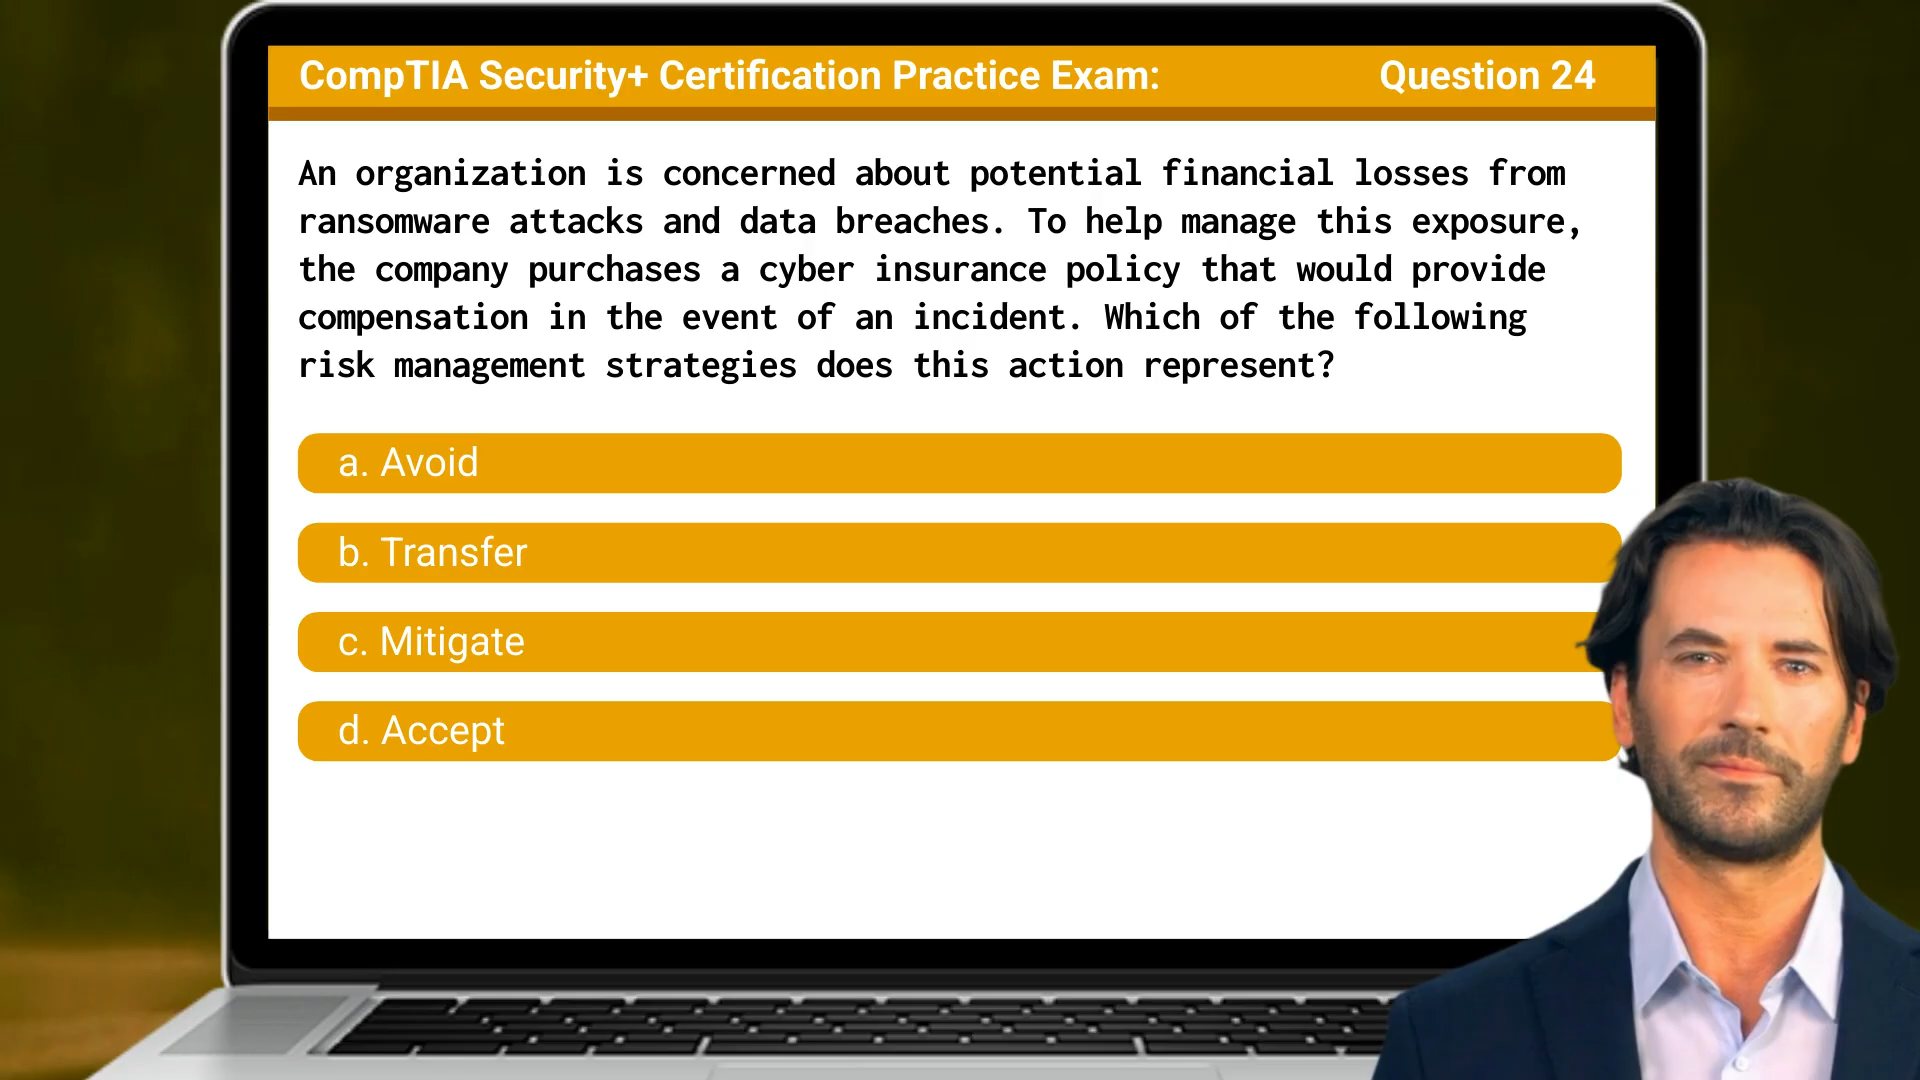 CompTIA Security+ Certification Practice Exam: Question 24
An organization is concerned about potential financial losses from
ransomware attacks and data breaches. To help manage this exposure,
the company purchases a cyber insurance policy that would provide
compensation in the event of an incident. Which of the following
risk management strategies does this action represent?
a. Avoid
b. Transfer
c. Mitigate
d. Accept